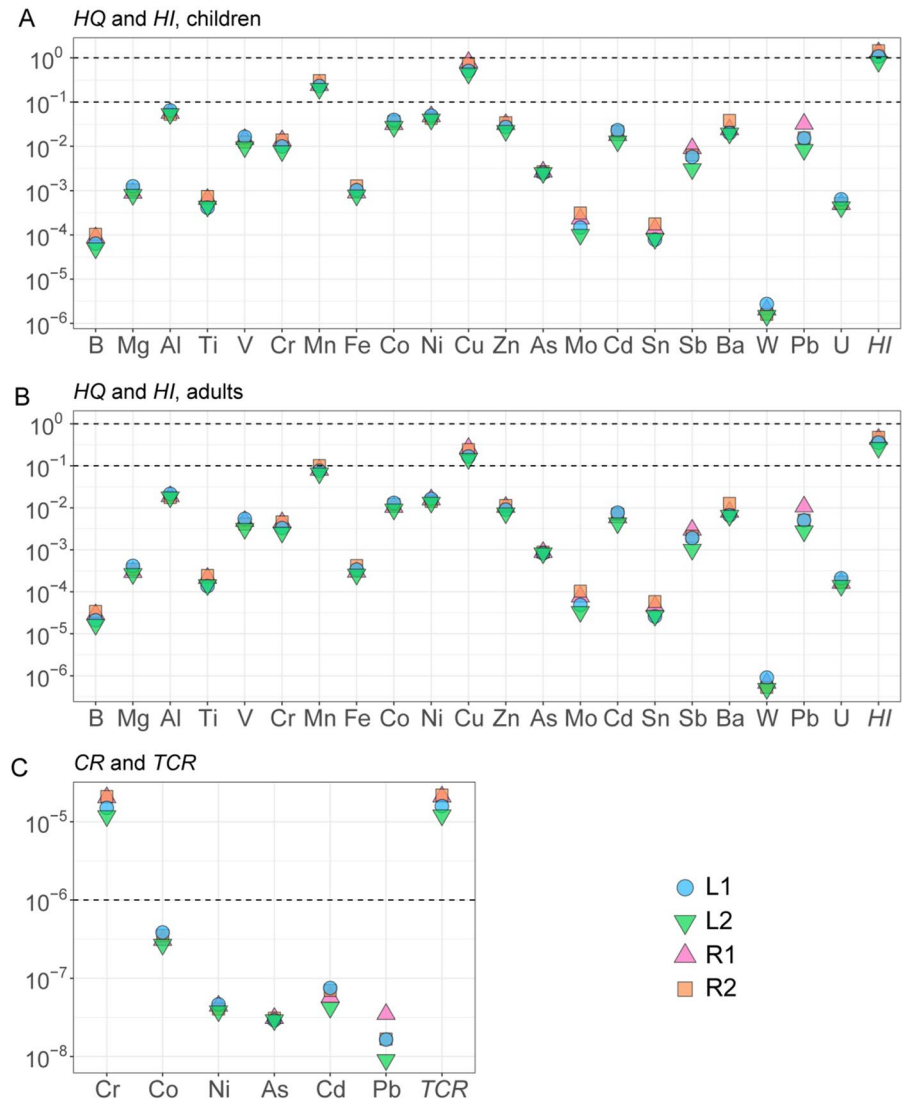 A
HQ and HI, children
10⁰
10⁻¹
10⁻²
10⁻³
10⁻⁴
10⁻⁵
10⁻⁶
B Mg Al Ti V Cr Mn Fe Co Ni Cu Zn As Mo Cd Sn Sb Ba W Pb U HI
B
HQ and HI, adults
10⁰
10⁻¹
10⁻²
10⁻³
10⁻⁴
10⁻⁵
10⁻⁶
B Mg Al Ti V Cr Mn Fe Co Ni Cu Zn As Mo Cd Sn Sb Ba W Pb U HI
C
CR and TCR
10⁻⁵
10⁻⁶
10⁻⁷
10⁻⁸
Cr Co Ni As Cd Pb TCR
L1
L2
R1
R2